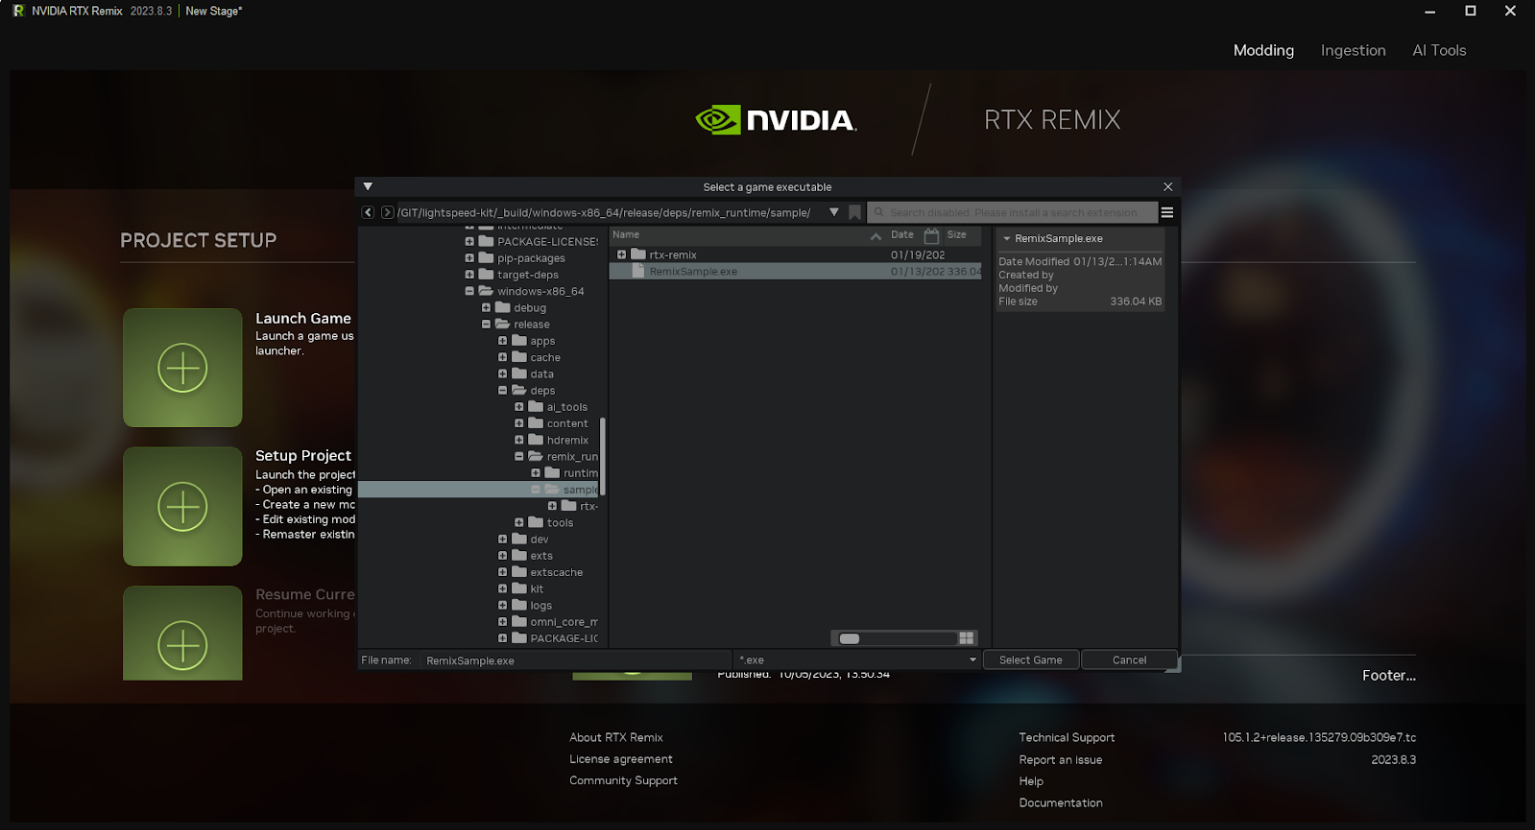 NVIDIA RTX Remix 2023.8.3 | New Stage*
Modding Ingestion AI Tools
NVIDIA. RTX REMIX
Select a game executable
/GIT/lightspeed-kit/_build/windows-x86_64/release/deps/remix_runtime/sample/
Search disabled. Please install a search extension
PROJECT SETUP
Launch Game
Launch a game us
launcher.
Setup Project
Launch the project
- Open an existing
- Create a new mo
- Edit existing mod
- Remaster existin
Resume Curre
Continue working
project.
intermediate
PACKAGE-LICENSES
pip-packages
target-deps
windows-x86_64
debug
release
apps
cache
data
deps
ai_tools
content
hdremix
remix_run
runtim
sample
rtx-
tools
dev
exts
extscache
kit
logs
omni_core_m
PACKAGE-LIC
Name Date Size
rtx-remix 01/19/202
RemixSample.exe 01/13/202 336.04
RemixSample.exe
Date Modified 01/13/2...1:14AM
Created by
Modified by
File size 336.04 KB
File name: RemixSample.exe
*.exe
Select Game
Cancel
Published: 10/05/2023, 13:50:34
Footer...
About RTX Remix
License agreement
Community Support
Technical Support
Report an issue
Help
Documentation
105.1.2+release.135279.09b309e7.tc
2023.8.3